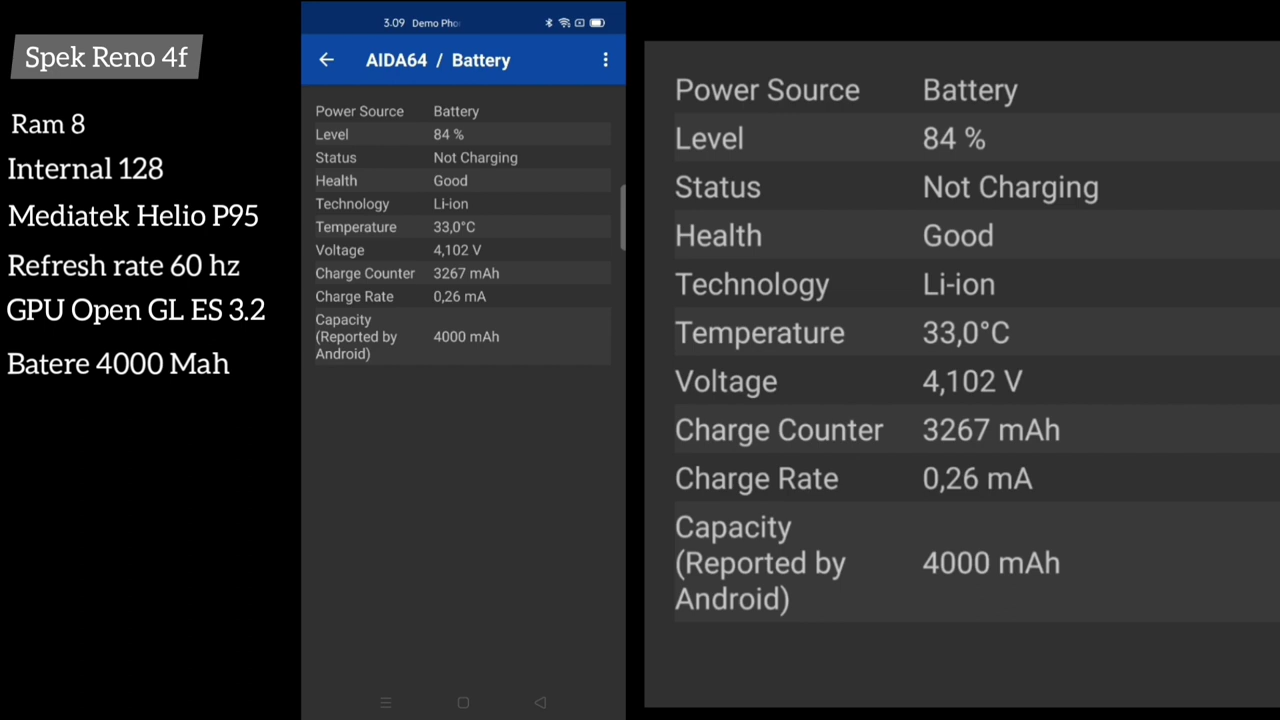 Spek Reno 4f
Ram 8
Internal 128
Mediatek Helio P95
Refresh rate 60 hz
GPU Open GL ES 3.2
Batere 4000 Mah
3.09 Demo Pho
AIDA64 / Battery
Power Source Battery
Level 84 %
Status Not Charging
Health Good
Technology Li-ion
Temperature 33,0°C
Voltage 4,102 V
Charge Counter 3267 mAh
Charge Rate 0,26 mA
Capacity
(Reported by 4000 mAh
Android)
Power Source Battery
Level 84 %
Status Not Charging
Health Good
Technology Li-ion
Temperature 33,0°C
Voltage 4,102 V
Charge Counter 3267 mAh
Charge Rate 0,26 mA
Capacity
(Reported by 4000 mAh
Android)